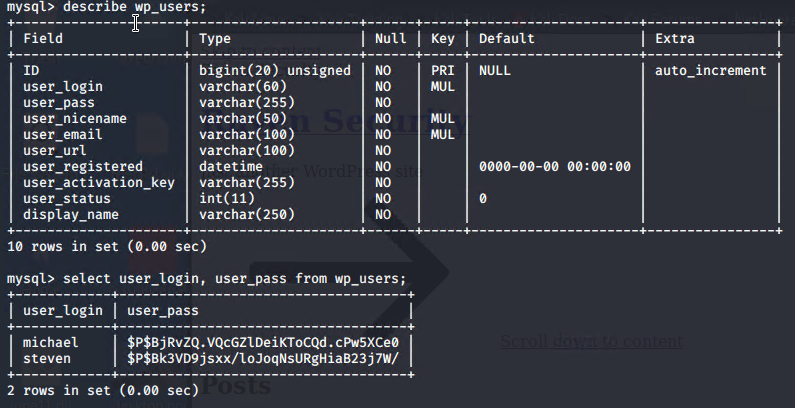 mysql> describe wp_users;
+---------------------+---------------------+------+-----+---------------------+----------------+
| Field | Type | Null | Key | Default | Extra |
+---------------------+---------------------+------+-----+---------------------+----------------+
| ID | bigint(20) unsigned | NO | PRI | NULL | auto_increment |
| user_login | varchar(60) | NO | MUL | | |
| user_pass | varchar(255) | NO | | | |
| user_nicename | varchar(50) | NO | MUL | | |
| user_email | varchar(100) | NO | MUL | | |
| user_url | varchar(100) | NO | | | |
| user_registered | datetime | NO | | 0000-00-00 00:00:00 | |
| user_activation_key | varchar(255) | NO | | | |
| user_status | int(11) | NO | | 0 | |
| display_name | varchar(250) | NO | | | |
+---------------------+---------------------+------+-----+---------------------+----------------+
10 rows in set (0.00 sec)
mysql> select user_login, user_pass from wp_users;
+------------+------------------------------------+
| user_login | user_pass |
+------------+------------------------------------+
| michael | $P$BjRvZQ.VQcGZlDeiKToCQd.cPw5XCe0 |
| steven | $P$Bk3VD9jsxx/loJoqNsURgHiaB23j7W/ |
+------------+------------------------------------+
2 rows in set (0.00 sec)
Security
WordPress site
Scroll down to content
Posts